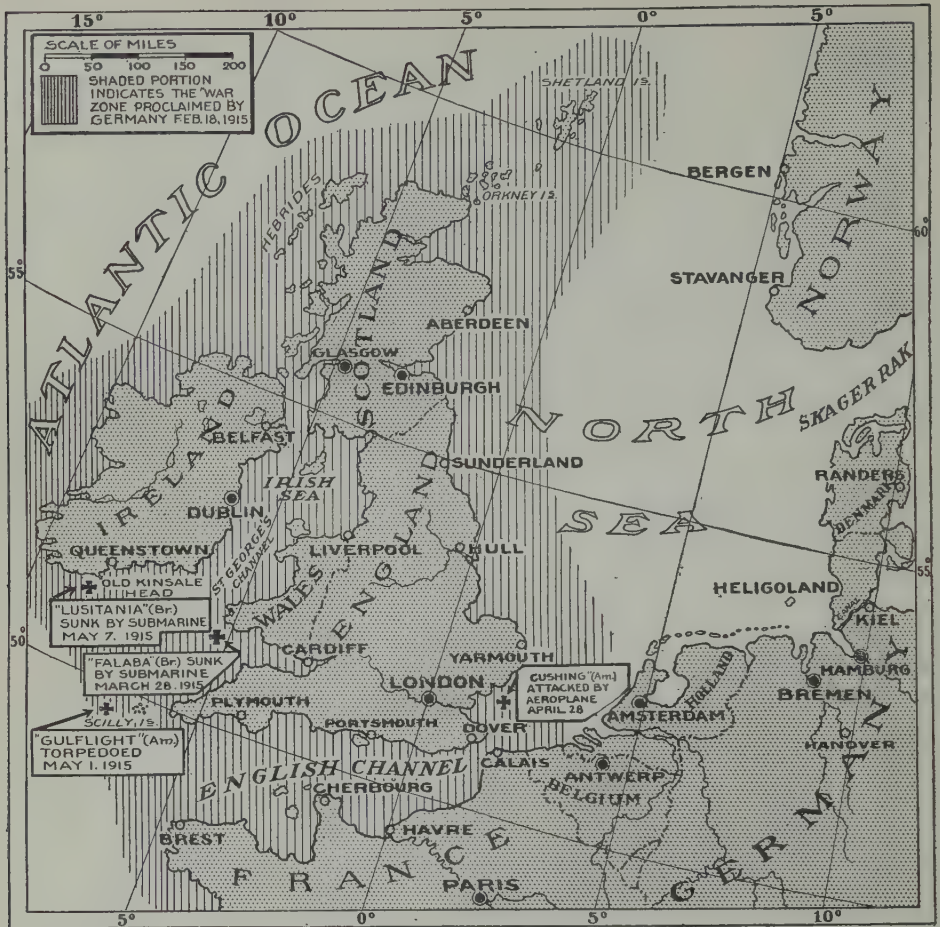 15°
10°
5°
0°
5°
SCALE OF MILES
0 50 100 150 200
SHADED PORTION
INDICATES THE "WAR
ZONE PROCLAIMED BY
GERMANY FEB. 18, 1915
ATLANTIC OCEAN
SHETLAND IS.
ORKNEY IS.
HEBRIDES
BERGEN
NORWAY
60°
STAVANGER
55°
SCOTLAND
ABERDEEN
GLASGOW
EDINBURGH
SKAGER RAK
NORTH
SEA
BELFAST
IRELAND
SUNDERLAND
RANDERS
DENMARK
IRISH
SEA
DUBLIN
ST GEORGE'S
CHANNEL
LIVERPOOL
ENGLAND
HULL
QUEENSTOWN
55°
OLD KINSALE
HEAD
WALES
HELIGOLAND
CANAL
KIEL
"LUSITANIA" (Br)
SUNK BY SUBMARINE
MAY 7. 1915
50°
CARDIFF
YARMOUTH
HAMBURG
"FALABA" (Br) SUNK
BY SUBMARINE
MARCH 28. 1915
LONDON
CUSHING" (Am.)
ATTACKED BY
AEROPLANE
APRIL 28
HOLLAND
BREMEN
AMSTERDAM
PLYMOUTH
SCILLY, IS.
PORTSMOUTH
DOVER
HANOVER
"GULFLIGHT" (Am.)
TORPEDOED
MAY 1. 1915
CALAIS
ANTWERP
BELGIUM
ENGLISH CHANNEL
CHERBOURG
GERMANY
BREST
HAVRE
FRANCE
PARIS
5°
0°
5°
10°